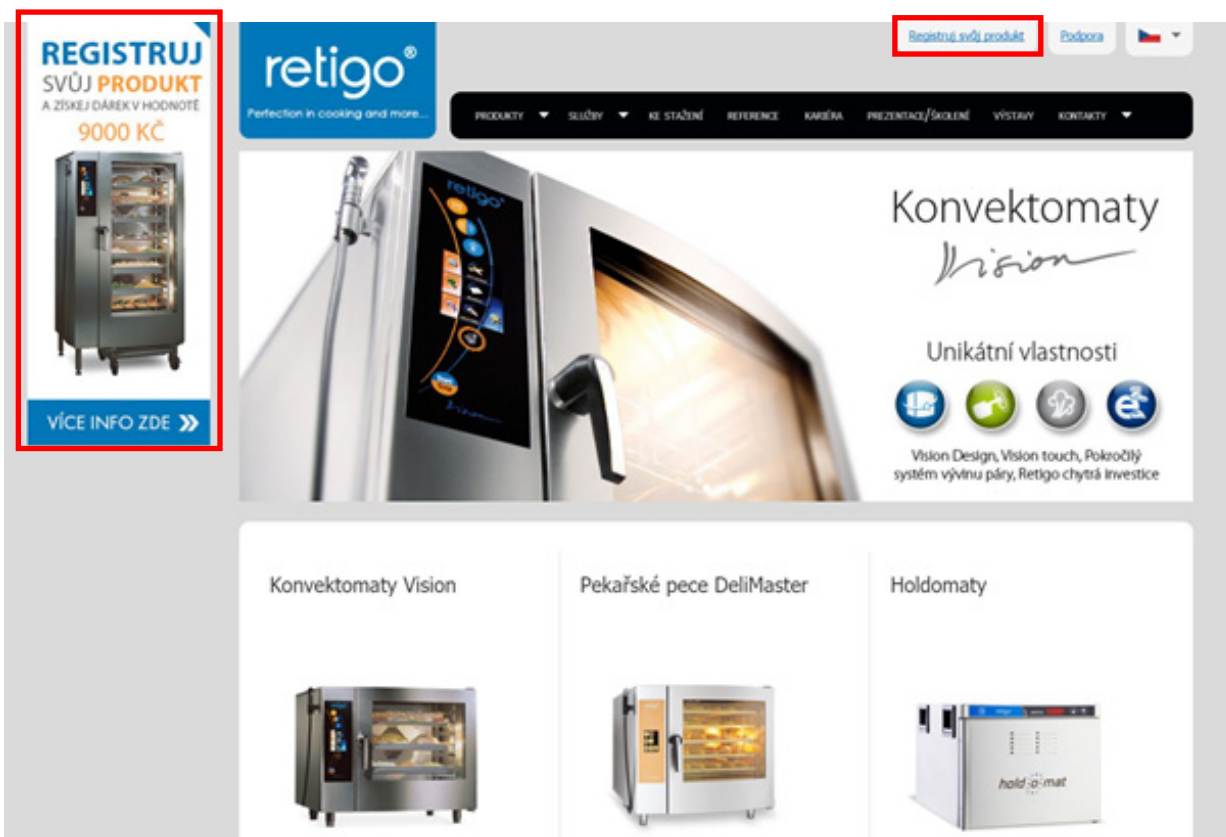 REGISTRUJ
SVŮJ PRODUKT
A ZÍSKEJ DÁREK V HODNOTĚ
9000 KČ
VÍCE INFO ZDE
retigo®
Perfection in cooking and more...
Registruj svůj produkt
Podpora
PRODUKTY
SLUŽBY
KE STAŽENÍ
REFERENCE
KARIÉRA
PREZENTACE/ŠKOLENÍ
VÝSTAVY
KONTAKTY
retigo
Vision
Konvektomaty
Vision
Unikátní vlastnosti
Vision Design, Vision touch, Pokročilý
systém vývinu páry, Retigo chytrá investice
Konvektomaty Vision
Pekařské pece DeliMaster
Holdomaty
hold-o-mat